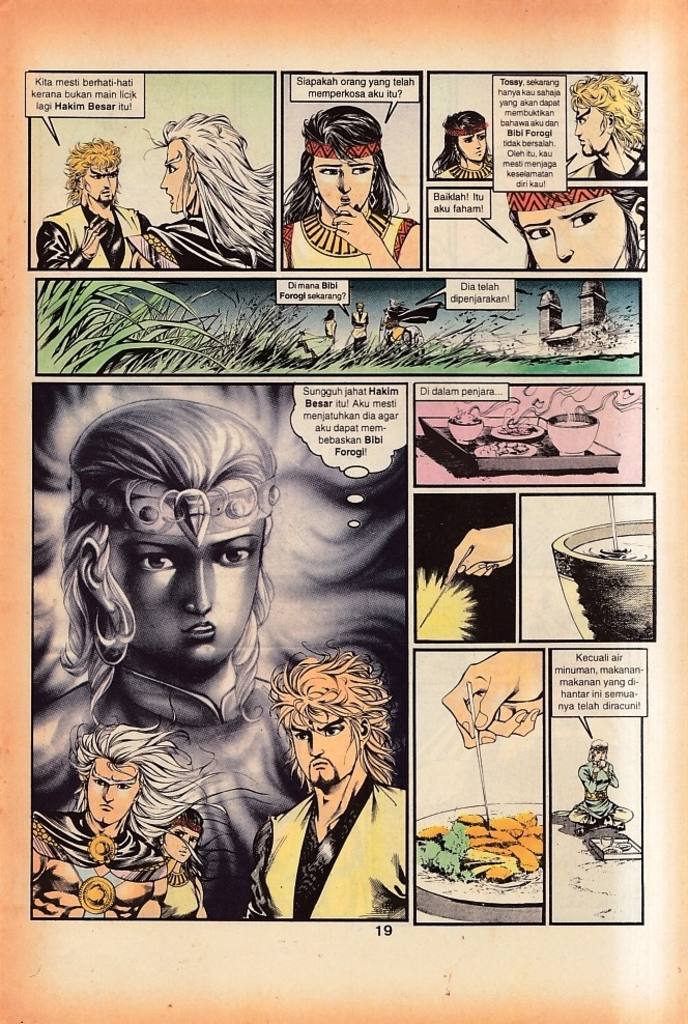 Kita mesti berhati-hati
kerana bukan main licik
lagi Hakim Besar itu!
Siapakah orang yang telah
memperkosa aku itu?
Tossy, sekarang
hanya kau sahaja
yang akan dapat
membuktikan
bahawa aku dan
Bibi Forogi
tidak bersalah.
Oleh itu, kau
mesti menjaga
keselamatan
diri kau!
Baiklah! Itu
aku faham!
Di mana Bibi
Forogi sekarang?
Dia telah
dipenjarakan!
Sungguh jahat Hakim
Besar itu! Aku mesti
menjatuhkan dia agar
aku dapat mem-
bebaskan Bibi
Forogi!
Di dalam penjara...
Kecuali air
minuman, makanan-
makanan yang di-
hantar ini semua-
nya telah diracuni!
19